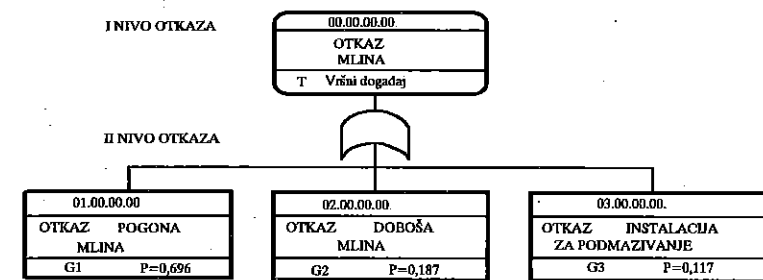 I NIVO OTKAZA
00.00.00.00.
OTKAZ
MLINA
T Vršni događaj
II NIVO OTKAZA
01.00.00.00
OTKAZ POGONA
MLINA
G1 P=0,696
02.00.00.00.
OTKAZ DOBOŠA
MLINA
G2 P=0,187
03.00.00.00.
OTKAZ INSTALACIJA
ZA PODMAZIVANJE
G3 P=0,117